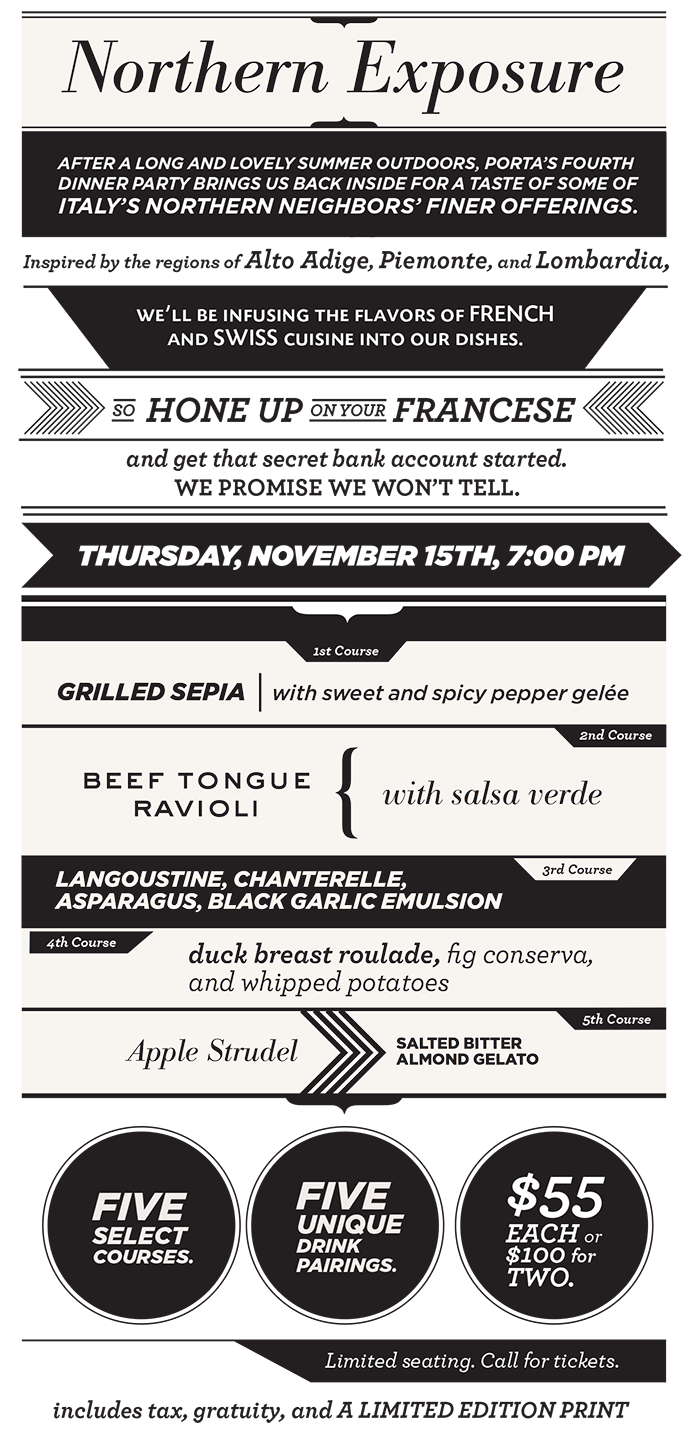 Northern Exposure
AFTER A LONG AND LOVELY SUMMER OUTDOORS, PORTA'S FOURTH
DINNER PARTY BRINGS US BACK INSIDE FOR A TASTE OF SOME OF
ITALY'S NORTHERN NEIGHBORS' FINER OFFERINGS.
Inspired by the regions of Alto Adige, Piemonte, and Lombardia,
WE'LL BE INFUSING THE FLAVORS OF FRENCH
AND SWISS CUISINE INTO OUR DISHES.
SO HONE UP ON YOUR FRANCESE
and get that secret bank account started.
WE PROMISE WE WON'T TELL.
THURSDAY, NOVEMBER 15TH, 7:00 PM
1st Course
GRILLED SEPIA with sweet and spicy pepper gelée
2nd Course
BEEF TONGUE
RAVIOLI
{ with salsa verde
3rd Course
LANGOUSTINE, CHANTERELLE,
ASPARAGUS, BLACK GARLIC EMULSION
4th Course
duck breast roulade, fig conserva,
and whipped potatoes
5th Course
Apple Strudel
SALTED BITTER
ALMOND GELATO
FIVE
SELECT
COURSES.
FIVE
UNIQUE
DRINK
PAIRINGS.
$55
EACH or
$100 for
TWO.
Limited seating. Call for tickets.
includes tax, gratuity, and A LIMITED EDITION PRINT